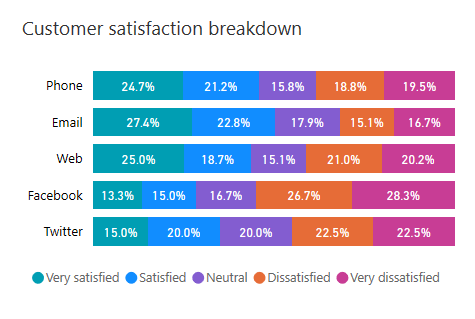 Customer satisfaction breakdown
Phone 24.7% 21.2% 15.8% 18.8% 19.5%
Email 27.4% 22.8% 17.9% 15.1% 16.7%
Web 25.0% 18.7% 15.1% 21.0% 20.2%
Facebook 13.3% 15.0% 16.7% 26.7% 28.3%
Twitter 15.0% 20.0% 20.0% 22.5% 22.5%
Very satisfied Satisfied Neutral Dissatisfied Very dissatisfied